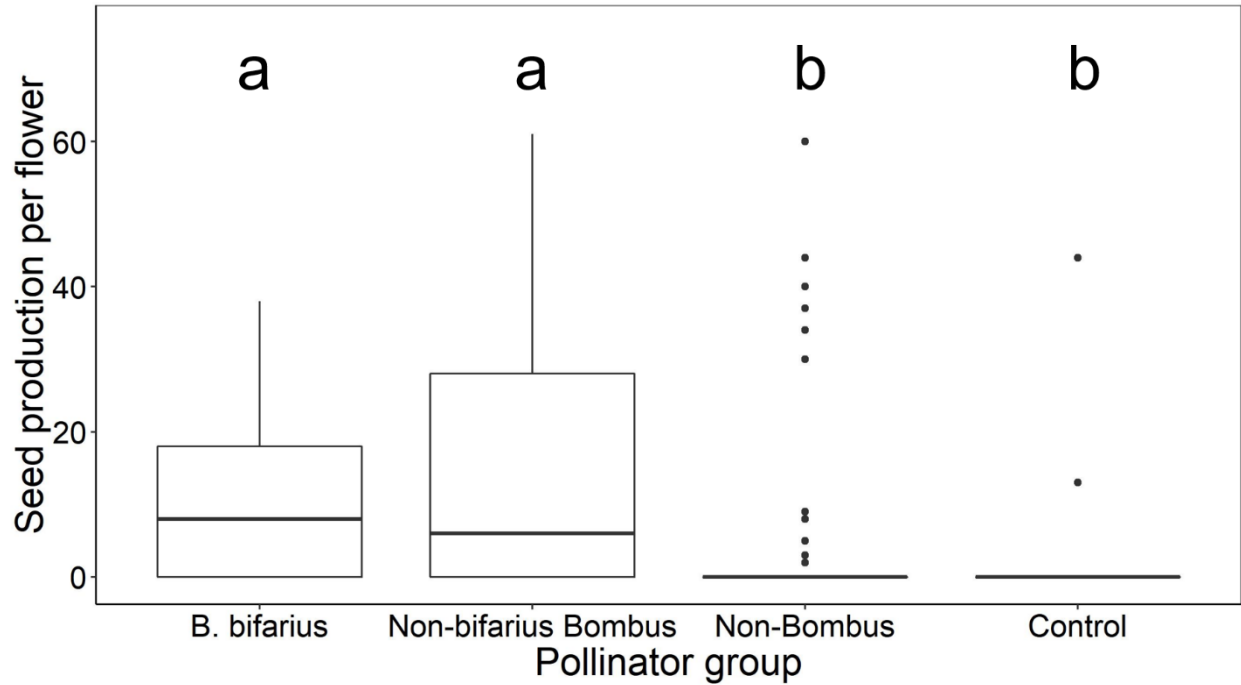 a a b b
Seed production per flower
60
40
20
0
B. bifarius Non-bifarius Bombus Non-Bombus Control
Pollinator group